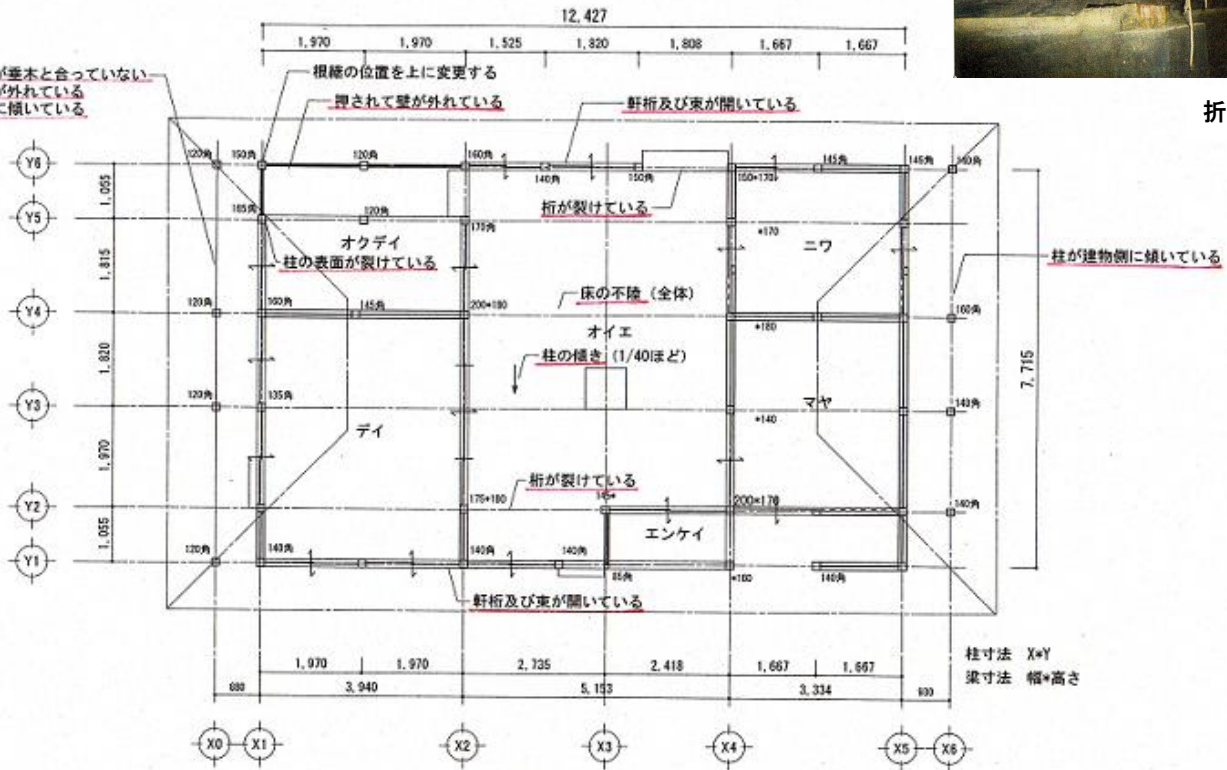 12,427
1,970 1,970 1,525 1,820 1,808 1,667 1,667
が垂木と合っていない
が外れている
に傾いている
根緣の位置を上に変更する
押されて壁が外れている
軒桁及び束が開いている
折
Y6 120角 150角 120角 160角 140角 150角 150*170 145角 145角 140角
1,055
桁が裂けている
Y5 165角 120角 170角 *170
オクデイ
ニワ
柱の表面が裂けている
柱が建物側に傾いている
1,815
床の不陸 (全体)
Y4 120角 160角 145角 200*180 *180 160角
オイエ
柱の傾き (1/40ほど)
1,820
7,715
Y3 120角 135角 *140 140角
マヤ
デイ
1,970
桁が裂けている
Y2 175*180 145* 200*170 140角
エンケイ
1,055
Y1 120角 140角 140角 140角 85角 *160 140角
軒桁及び束が開いている
柱寸法 X*Y
梁寸法 幅*高さ
1,970 1,970 2,735 2,418 1,667 1,667
3,940 5,153 3,334
X0 X1 X2 X3 X4 X5 X6